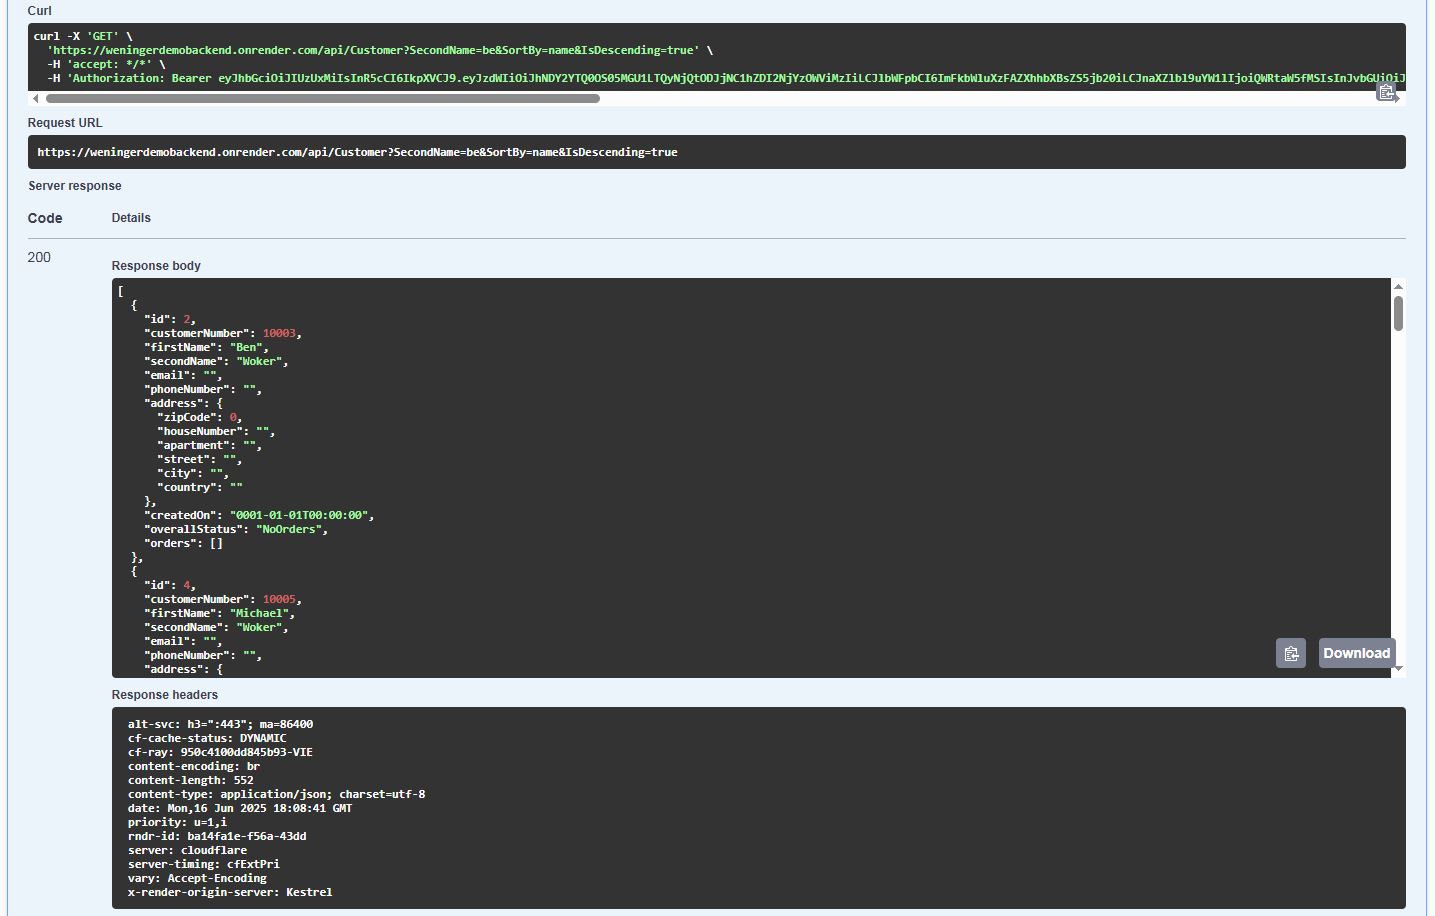 Curl
curl -X 'GET' \
'https://weningerdemobackend.onrender.com/api/Customer?SecondName=be&SortBy=name&IsDescending=true' \
-H 'accept: */*' \
-H 'Authorization: Bearer
Request URL
https://weningerdemobackend.onrender.com/api/Customer?SecondName=be&SortBy=name&IsDescending=true
Server response
Code Details
200
Response body
[
{
"id": 2,
"customerNumber": 10003,
"firstName": "Ben",
"secondName": "Woker",
"email": "",
"phoneNumber": "",
"address": {
"zipCode": 0,
"houseNumber": "",
"apartment": "",
"street": "",
"city": "",
"country": ""
},
"createdOn": "0001-01-01T00:00:00",
"overallStatus": "NoOrders",
"orders": []
},
{
"id": 4,
"customerNumber": 10005,
"firstName": "Michael",
"secondName": "Woker",
"email": "",
"phoneNumber": "",
"address": {
Download
Response headers
alt-svc: h3=":443"; ma=86400
cf-cache-status: DYNAMIC
cf-ray: 950c4100dd845b93-VIE
content-encoding: br
content-length: 552
content-type: application/json; charset=utf-8
date: Mon,16 Jun 2025 18:08:41 GMT
priority: u=1,i
rndr-id: ba14fa1e-f56a-43dd
server: cloudflare
server-timing: cfExtPri
vary: Accept-Encoding
x-render-origin-server: Kestrel